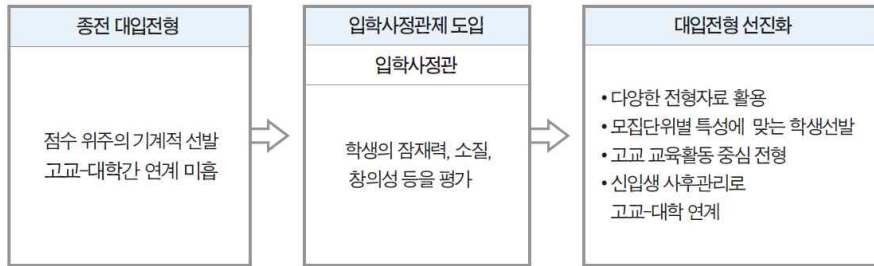 종전 대입전형
점수 위주의 기계적 선발
고교-대학간 연계 미흡
입학사정관제 도입
입학사정관
학생의 잠재력, 소질,
창의성 등을 평가
대입전형 선진화
• 다양한 전형자료 활용
• 모집단위별 특성에 맞는 학생선발
• 고교 교육활동 중심 전형
• 신입생 사후관리로
고교-대학 연계